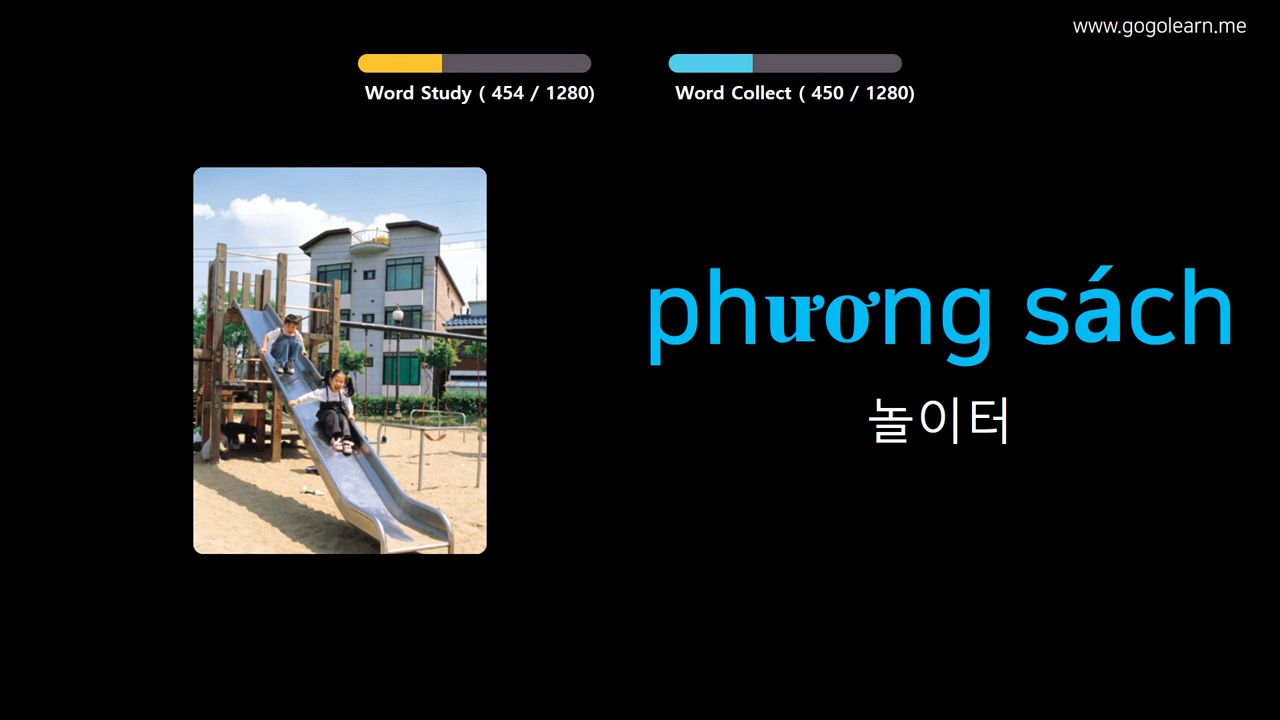 www.gogolearn.me
Word Study ( 454 / 1280)
Word Collect ( 450 / 1280)
phương sách
놀이터